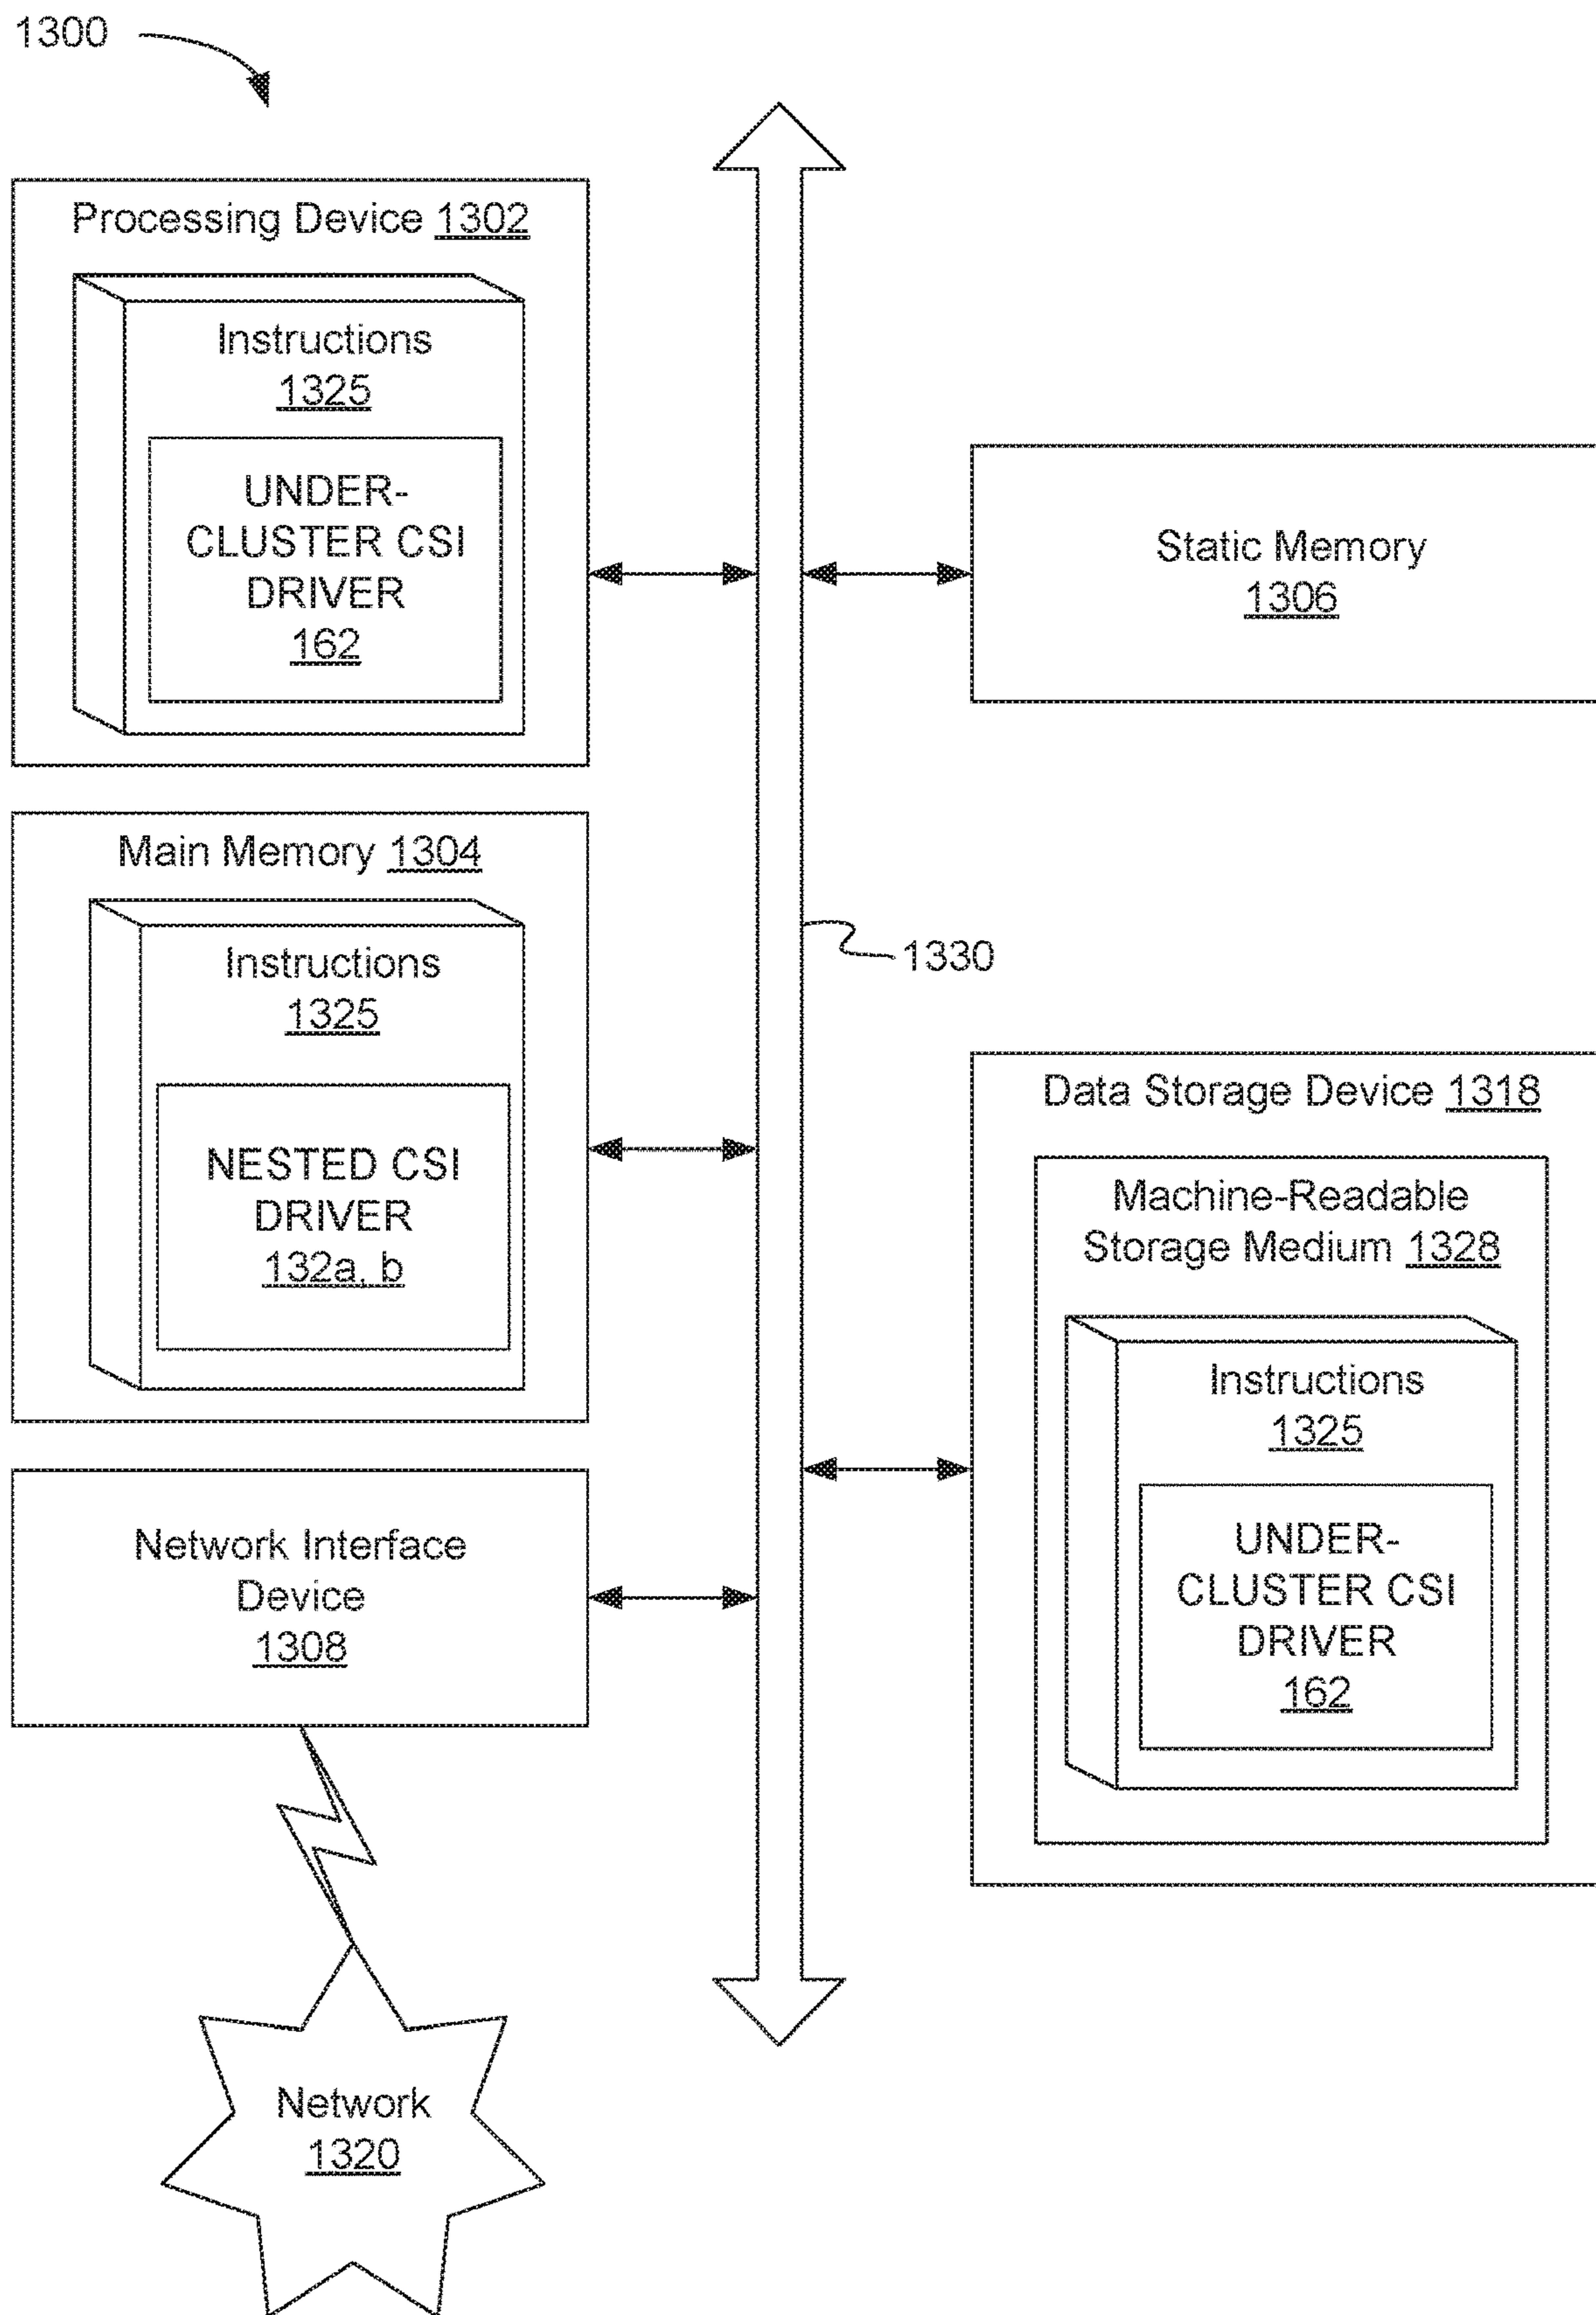 1300
Processing Device 1302
Instructions
1325
UNDER-
CLUSTER CSI
DRIVER
162
Static Memory
1306
Main Memory 1304
Instructions
1325
NESTED CSI
DRIVER
132a, b
1330
Data Storage Device 1318
Machine-Readable
Storage Medium 1328
Instructions
1325
UNDER-
CLUSTER CSI
DRIVER
162
Network Interface
Device
1308
Network
1320